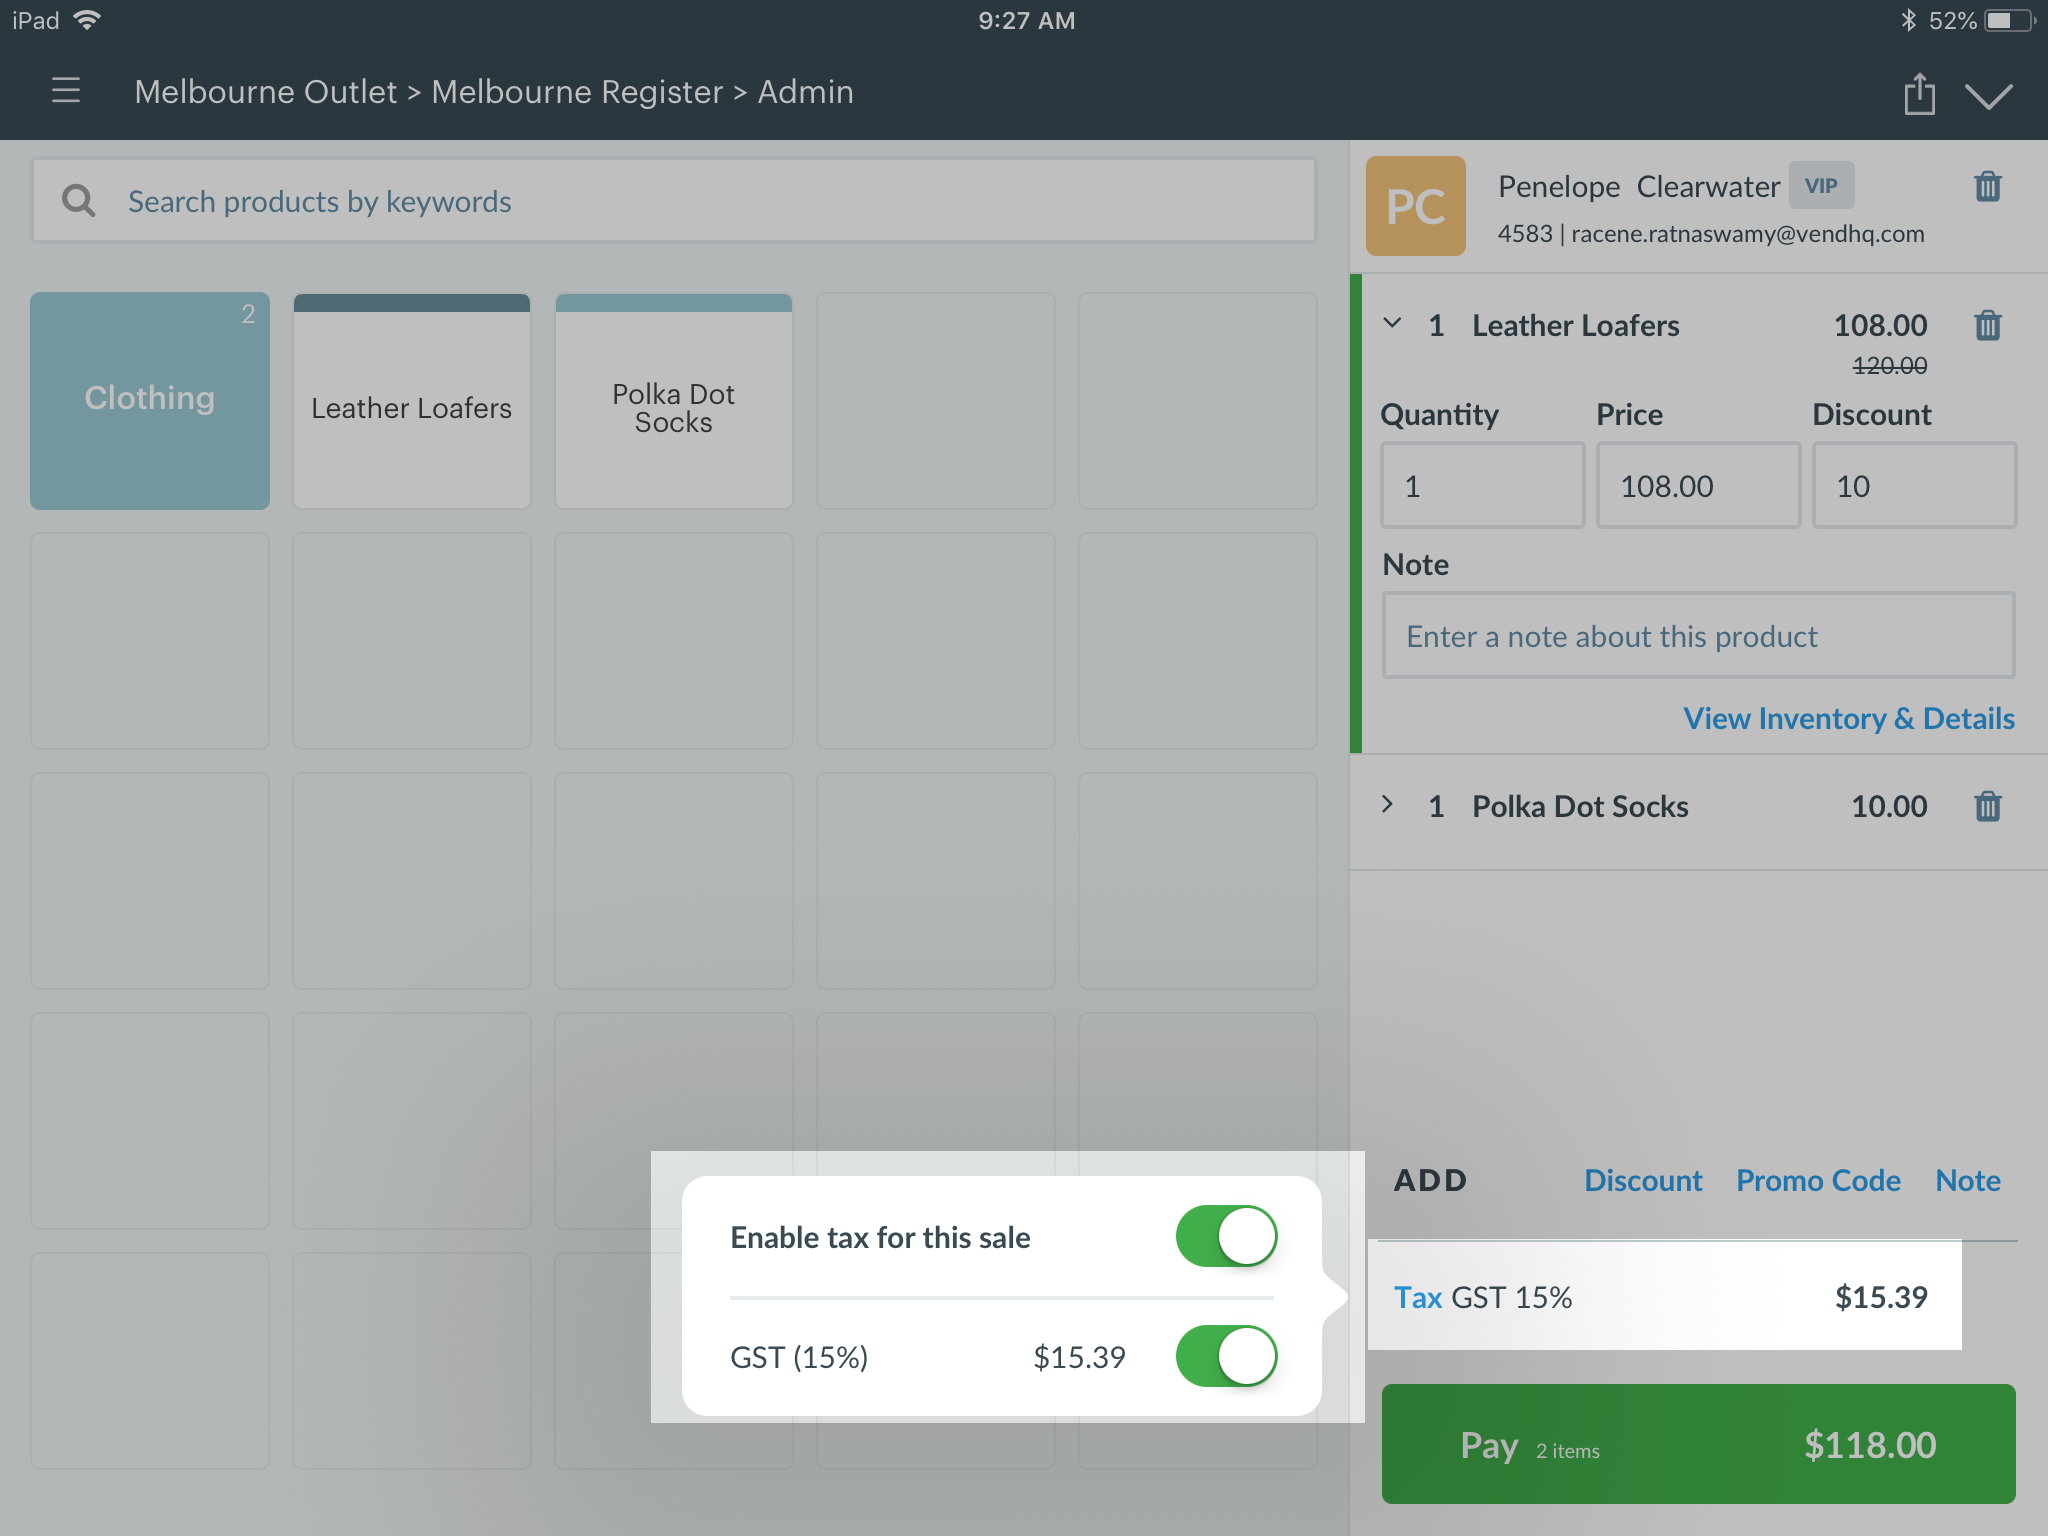 iPad 9:27 AM 52%
Melbourne Outlet > Melbourne Register > Admin
Search products by keywords
2
Clothing
Leather Loafers
Polka Dot
Socks
PC
Penelope Clearwater VIP
4583 | racene.ratnaswamy@vendhq.com
1 Leather Loafers 108.00
120.00
Quantity Price Discount
1 108.00 10
Note
Enter a note about this product
View Inventory & Details
1 Polka Dot Socks 10.00
ADD Discount Promo Code Note
Enable tax for this sale
GST (15%) $15.39
Tax GST 15% $15.39
Pay 2 items $118.00